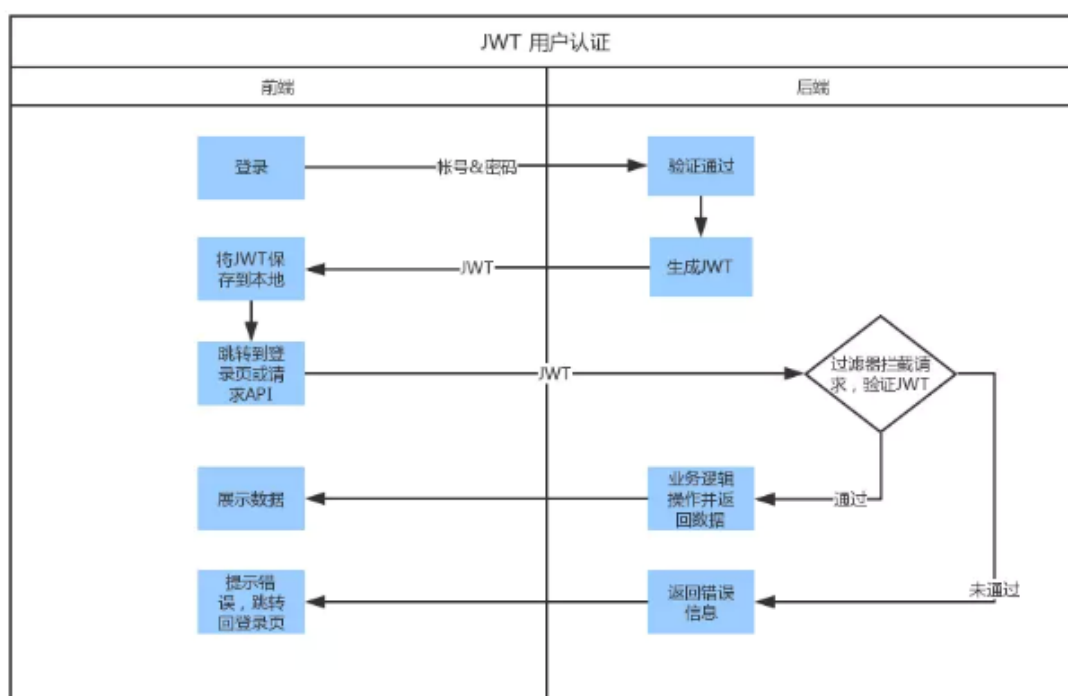 JWT 用户认证
前端
后端
登录
帐号&密码
验证通过
将JWT保
存到本地
JWT
生成JWT
跳转到登
录页或请
求API
JWT
过滤器拦截请
求，验证JWT
展示数据
业务逻辑
操作并返
回数据
通过
提示错
误，跳转
回登录页
返回错误
信息
未通过